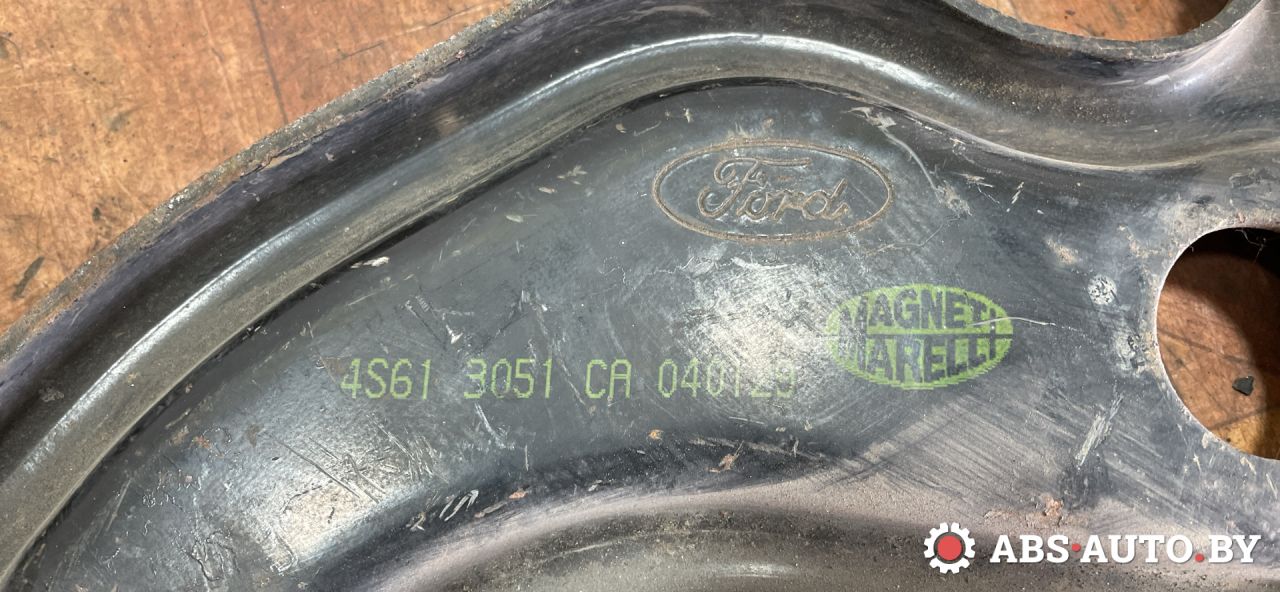 Ford
MAGNETI
MARELLI
4S61 3051 CA 040129
ABS·AUTO.BY